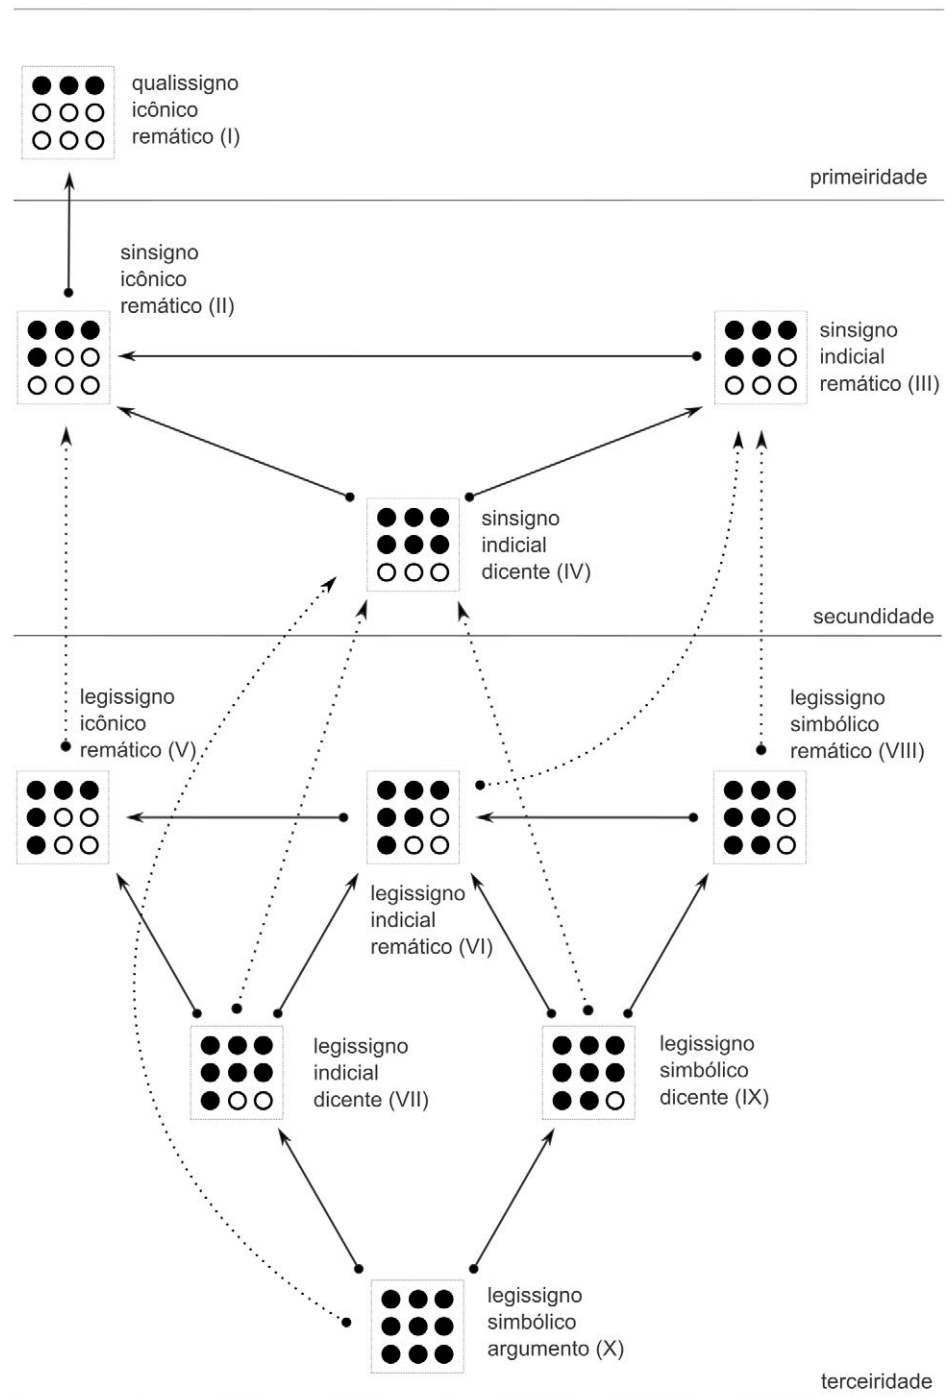 qualissigno
icônico
remático (I)
primeiridade
sinsigno
icônico
remático (II)
sinsigno
indicial
remático (III)
sinsigno
indicial
dicente (IV)
secundidade
legissigno
icônico
remático (V)
legissigno
simbólico
remático (VIII)
legissigno
indicial
remático (VI)
legissigno
indicial
dicente (VII)
legissigno
simbólico
dicente (IX)
legissigno
simbólico
argumento (X)
terceiridade